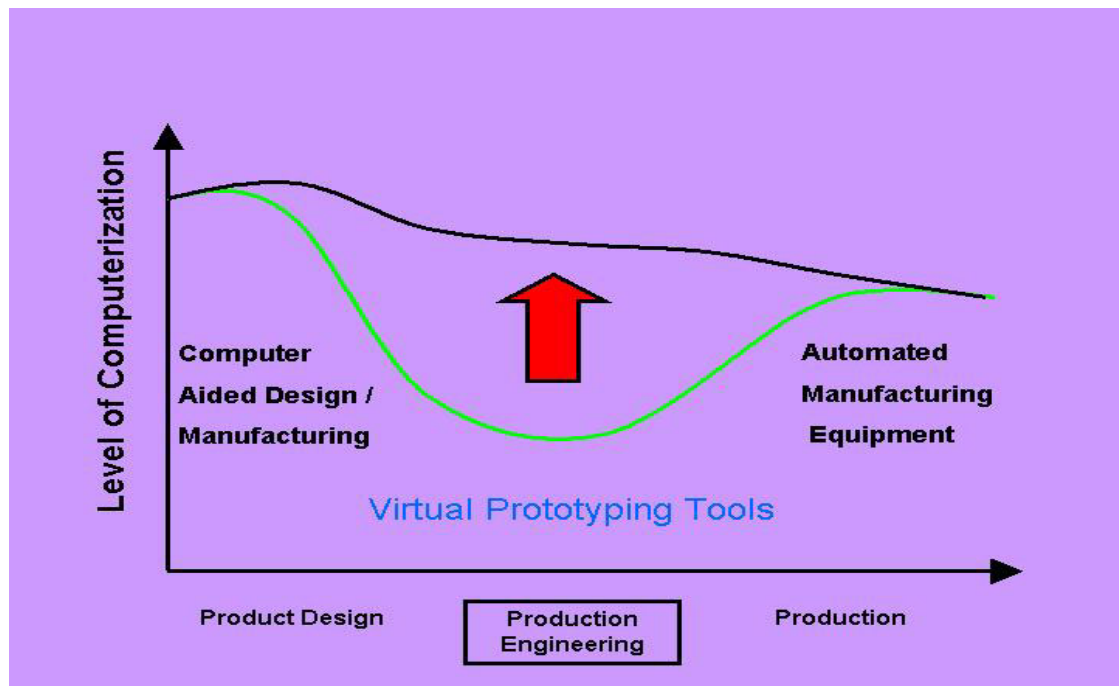 Level of Computerization
Computer
Aided Design /
Manufacturing
Automated
Manufacturing
Equipment
Virtual Prototyping Tools
Product Design
Production
Engineering
Production